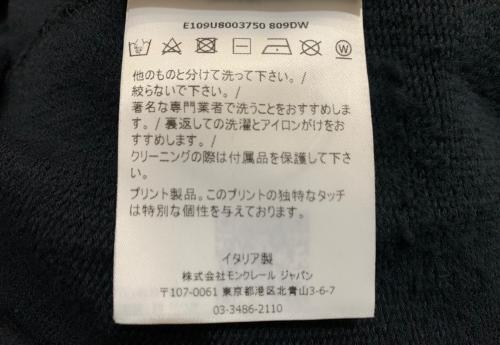 E109U8003750 809DW
W
他のものと分けて洗って下さい。/
絞らないで下さい。/
著名な専門業者で洗うことをおすすめしま
す。/ 裏返しての洗濯とアイロンがけをお
すすめします。/
クリーニングの際は付属品を保護して下さ
い。
プリント製品。このプリントの独特なタッチ
は特別な個性を与えております。
イタリア製
株式会社モンクレール ジャパン
〒107-0061 東京都港区北青山3-6-7
03-3486-2110